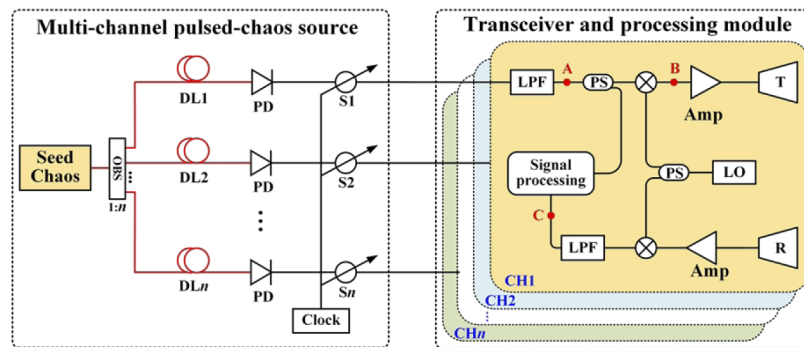 Multi-channel pulsed-chaos source
Transceiver and processing module
DL1
PD
S1
LPF
A
PS
B
Amp
T
Seed
Chaos
OBS
1:n
...
DL2
PD
S2
Signal
processing
PS
LO
C
...
LPF
Amp
R
DLn
PD
Sn
Clock
CH1
CH2
CHn